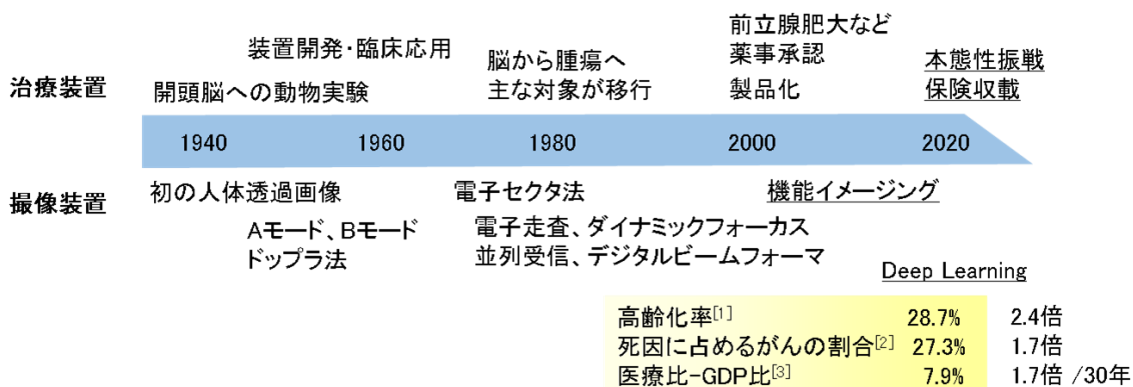 治療装置
開頭脳への動物実験
装置開発・臨床応用
脳から腫瘍へ
主な対象が移行
前立腺肥大など
薬事承認
製品化
本態性振戦
保険収載
1940 1960 1980 2000 2020
撮像装置
初の人体透過画像
Aモード、Bモード
ドップラ法
電子セクタ法
電子走査、ダイナミックフォーカス
並列受信、デジタルビームフォーマ
機能イメージング
Deep Learning
高齢化率[1] 28.7% 2.4倍
死因に占めるがんの割合[2] 27.3% 1.7倍
医療比-GDP比[3] 7.9% 1.7倍 /30年